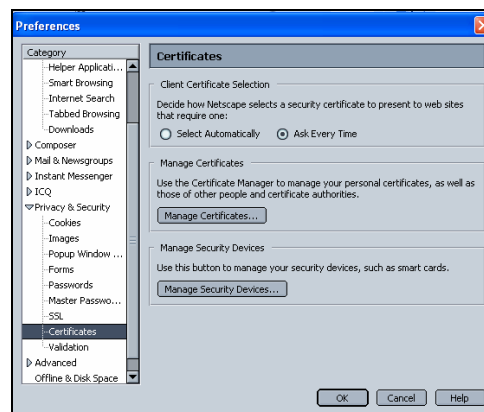 Preferences
Category
Helper Applicati...
Smart Browsing
Internet Search
Tabbed Browsing
Downloads
Composer
Mail & Newsgroups
Instant Messenger
ICQ
Privacy & Security
Cookies
Images
Popup Window ...
Forms
Passwords
Master Passwo...
SSL
Certificates
Validation
Advanced
Offline & Disk Space
Certificates
Client Certificate Selection
Decide how Netscape selects a security certificate to present to web sites
that require one:
Select Automatically Ask Every Time
Manage Certificates
Use the Certificate Manager to manage your personal certificates, as well as
those of other people and certificate authorities.
Manage Certificates...
Manage Security Devices
Use this button to manage your security devices, such as smart cards.
Manage Security Devices...
OK Cancel Help